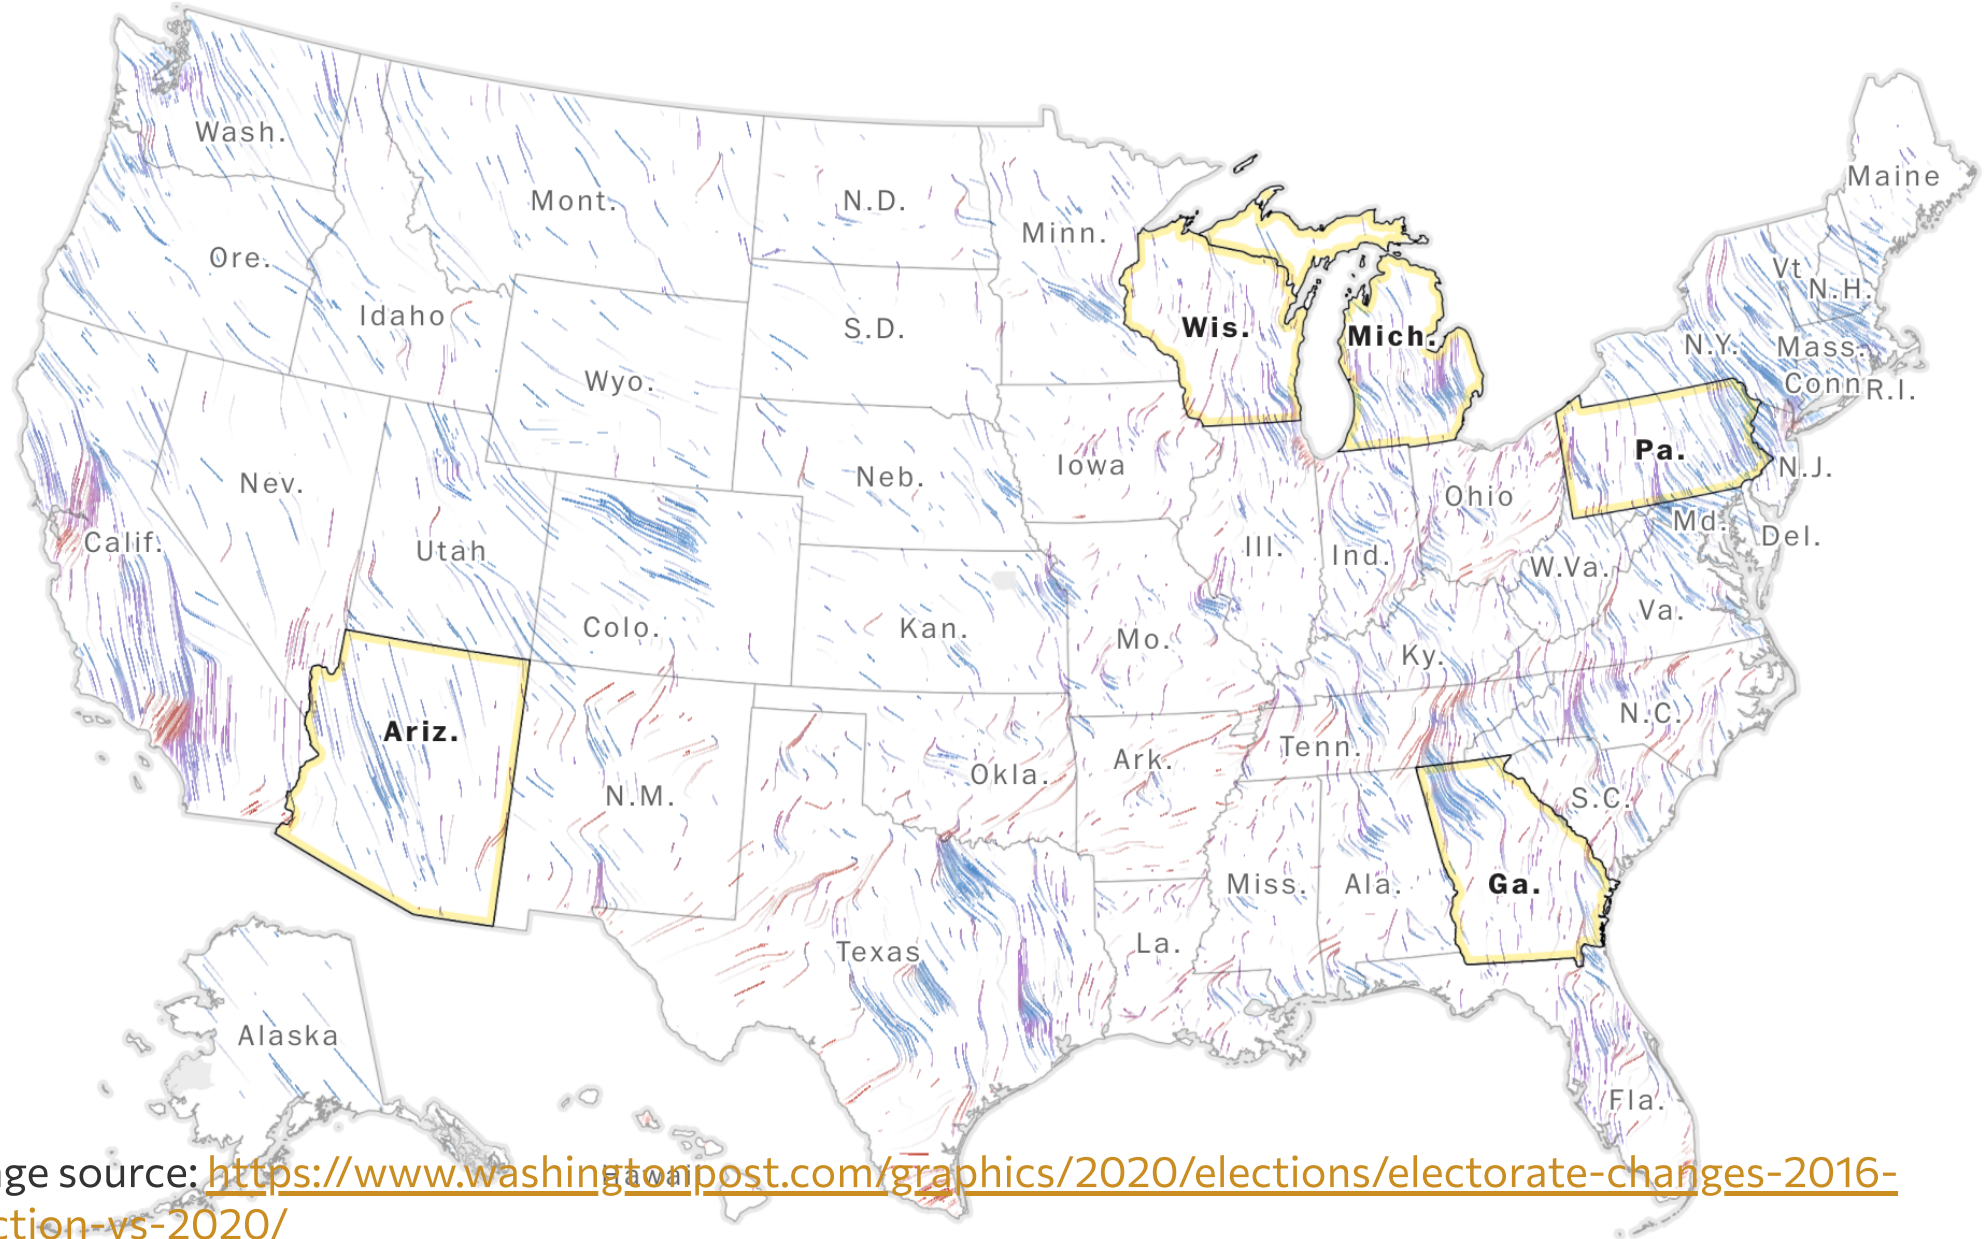 Wash.
Maine
Mont.
N.D.
Minn.
Ore.
Vt
N.H.
Idaho
S.D.
Wis.
Mich.
N.Y.
Mass.
Wyo.
Conn.
R.I.
Iowa
Pa.
N.J.
Nev.
Neb.
Ohio
Calif.
Utah
Ill.
Ind.
Md.
Del.
W.Va.
Colo.
Kan.
Mo.
Va.
Ky.
Ariz.
N.C.
Tenn.
Okla.
Ark.
N.M.
S.C.
Miss.
Ala.
Ga.
Texas
La.
Alaska
Fla.
Hawaii
ge source: https://www.washingtonpost.com/graphics/2020/elections/electorate-changes-2016-
ction-vs-2020/